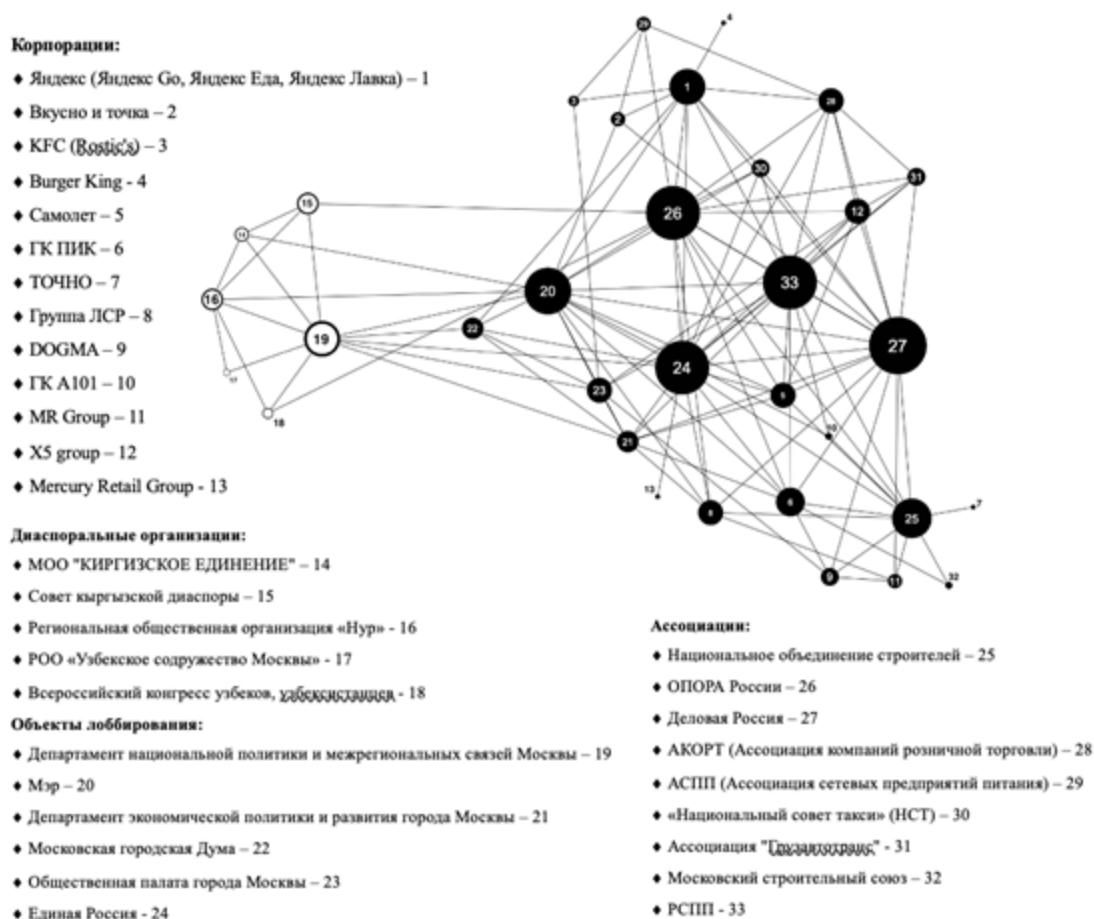 Корпорации:
♦ Яндекс (Яндекс Go, Яндекс Еда, Яндекс Лавка) – 1
♦ Вкусно и точка – 2
♦ KFC (Rostic's) – 3
♦ Burger King - 4
♦ Самолет – 5
♦ ГК ПИК – 6
♦ ТОЧНО – 7
♦ Группа ЛСР – 8
♦ DOGMA – 9
♦ ГК А101 – 10
♦ MR Group – 11
♦ X5 group – 12
♦ Mercury Retail Group - 13
Диаспоральные организации:
♦ МОО "КИРГИЗСКОЕ ЕДИНЕНИЕ" – 14
♦ Совет кыргызской диаспоры – 15
♦ Региональная общественная организация «Нур» - 16
♦ РОО «Узбекское содружество Москвы» - 17
♦ Всероссийский конгресс узбеков, узбекистанцев - 18
Объекты лоббирования:
♦ Департамент национальной политики и межрегиональных связей Москвы – 19
♦ Мэр – 20
♦ Департамент экономической политики и развития города Москвы – 21
♦ Московская городская Дума – 22
♦ Общественная палата города Москвы – 23
♦ Единая Россия - 24
29
4
1
3
28
2
30
31
15
26
12
14
16
20
33
22
19
27
24
17
23
5
18
21
10
13
6
7
8
25
9
11
32
Ассоциации:
♦ Национальное объединение строителей – 25
♦ ОПОРА России – 26
♦ Деловая Россия – 27
♦ АКОРТ (Ассоциация компаний розничной торговли) – 28
♦ АСПП (Ассоциация сетевых предприятий питания) – 29
♦ «Национальный совет такси» (НСТ) – 30
♦ Ассоциация "Грузавтотранс" - 31
♦ Московский строительный союз – 32
♦ РСПП - 33